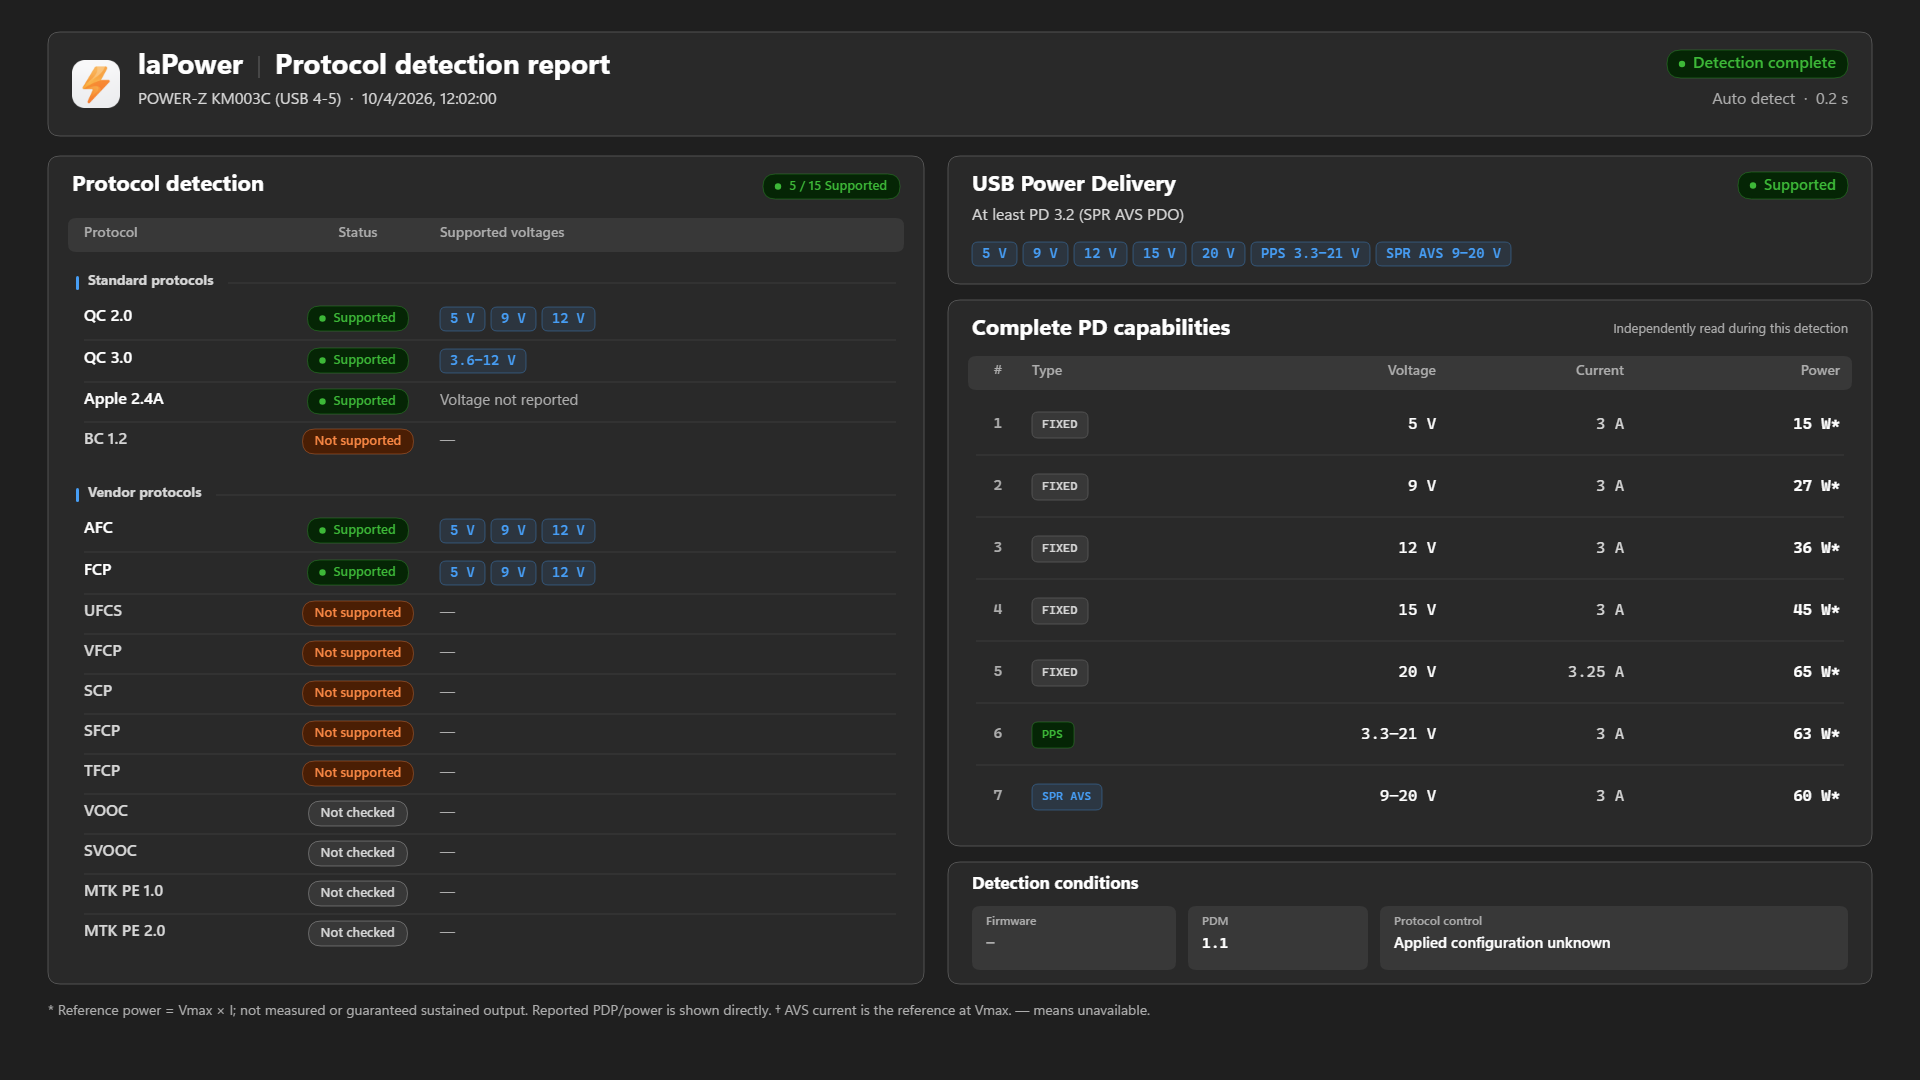 laPower | Protocol detection report
Detection complete
POWER-Z KM003C (USB 4-5) · 10/4/2026, 12:02:00
Auto detect · 0.2 s
Protocol detection
5 / 15 Supported
Protocol Status Supported voltages
Standard protocols
QC 2.0 Supported 5 V 9 V 12 V
QC 3.0 Supported 3.6–12 V
Apple 2.4A Supported Voltage not reported
BC 1.2 Not supported —
Vendor protocols
AFC Supported 5 V 9 V 12 V
FCP Supported 5 V 9 V 12 V
UFCS Not supported —
VFCP Not supported —
SCP Not supported —
SFCP Not supported —
TFCP Not supported —
VOOC Not checked —
SVOOC Not checked —
MTK PE 1.0 Not checked —
MTK PE 2.0 Not checked —
USB Power Delivery
Supported
At least PD 3.2 (SPR AVS PDO)
5 V 9 V 12 V 15 V 20 V PPS 3.3–21 V SPR AVS 9–20 V
Complete PD capabilities
Independently read during this detection
# Type Voltage Current Power
1 FIXED 5 V 3 A 15 W*
2 FIXED 9 V 3 A 27 W*
3 FIXED 12 V 3 A 36 W*
4 FIXED 15 V 3 A 45 W*
5 FIXED 20 V 3.25 A 65 W*
6 PPS 3.3–21 V 3 A 63 W*
7 SPR AVS 9–20 V 3 A 60 W*
Detection conditions
Firmware PDM Protocol control
— 1.1 Applied configuration unknown
* Reference power = Vmax × I; not measured or guaranteed sustained output. Reported PDP/power is shown directly. † AVS current is the reference at Vmax. — means unavailable.